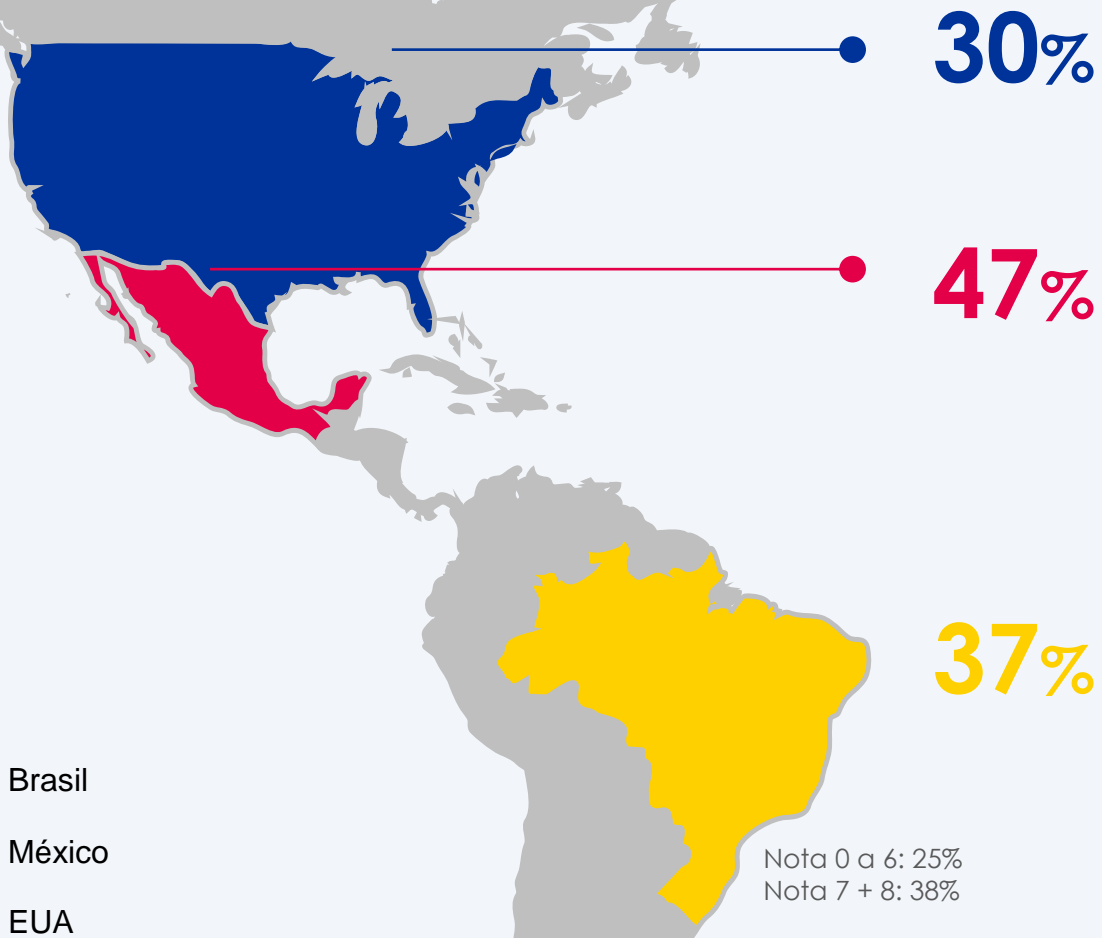 30%
47%
37%
Brasil
México
Nota 0 a 6: 25%
Nota 7 + 8: 38%
EUA